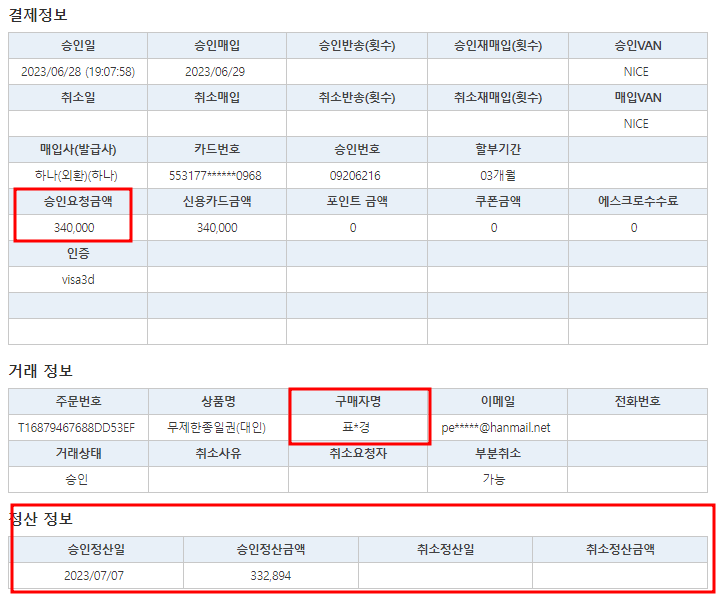 결제정보
승인일 승인매입 승인반송(횟수) 승인재매입(횟수) 승인VAN
2023/06/28 (19:07:58) 2023/06/29 NICE
취소일 취소매입 취소반송(횟수) 취소재매입(횟수) 매입VAN
NICE
매입사(발급사) 카드번호 승인번호 할부기간
하나(외환)(하나) 553177******0968 09206216 03개월
승인요청금액 신용카드금액 포인트 금액 쿠폰금액 에스크로수수료
340,000 340,000 0 0 0
인증
visa3d
거래 정보
주문번호 상품명 구매자명 이메일 전화번호
T16879467688DD53EF 무제한종일권(대인) 표*경 pe*****@hanmail.net
거래상태 취소사유 취소요청자 부분취소
승인 가능
정산 정보
승인정산일 승인정산금액 취소정산일 취소정산금액
2023/07/07 332,894